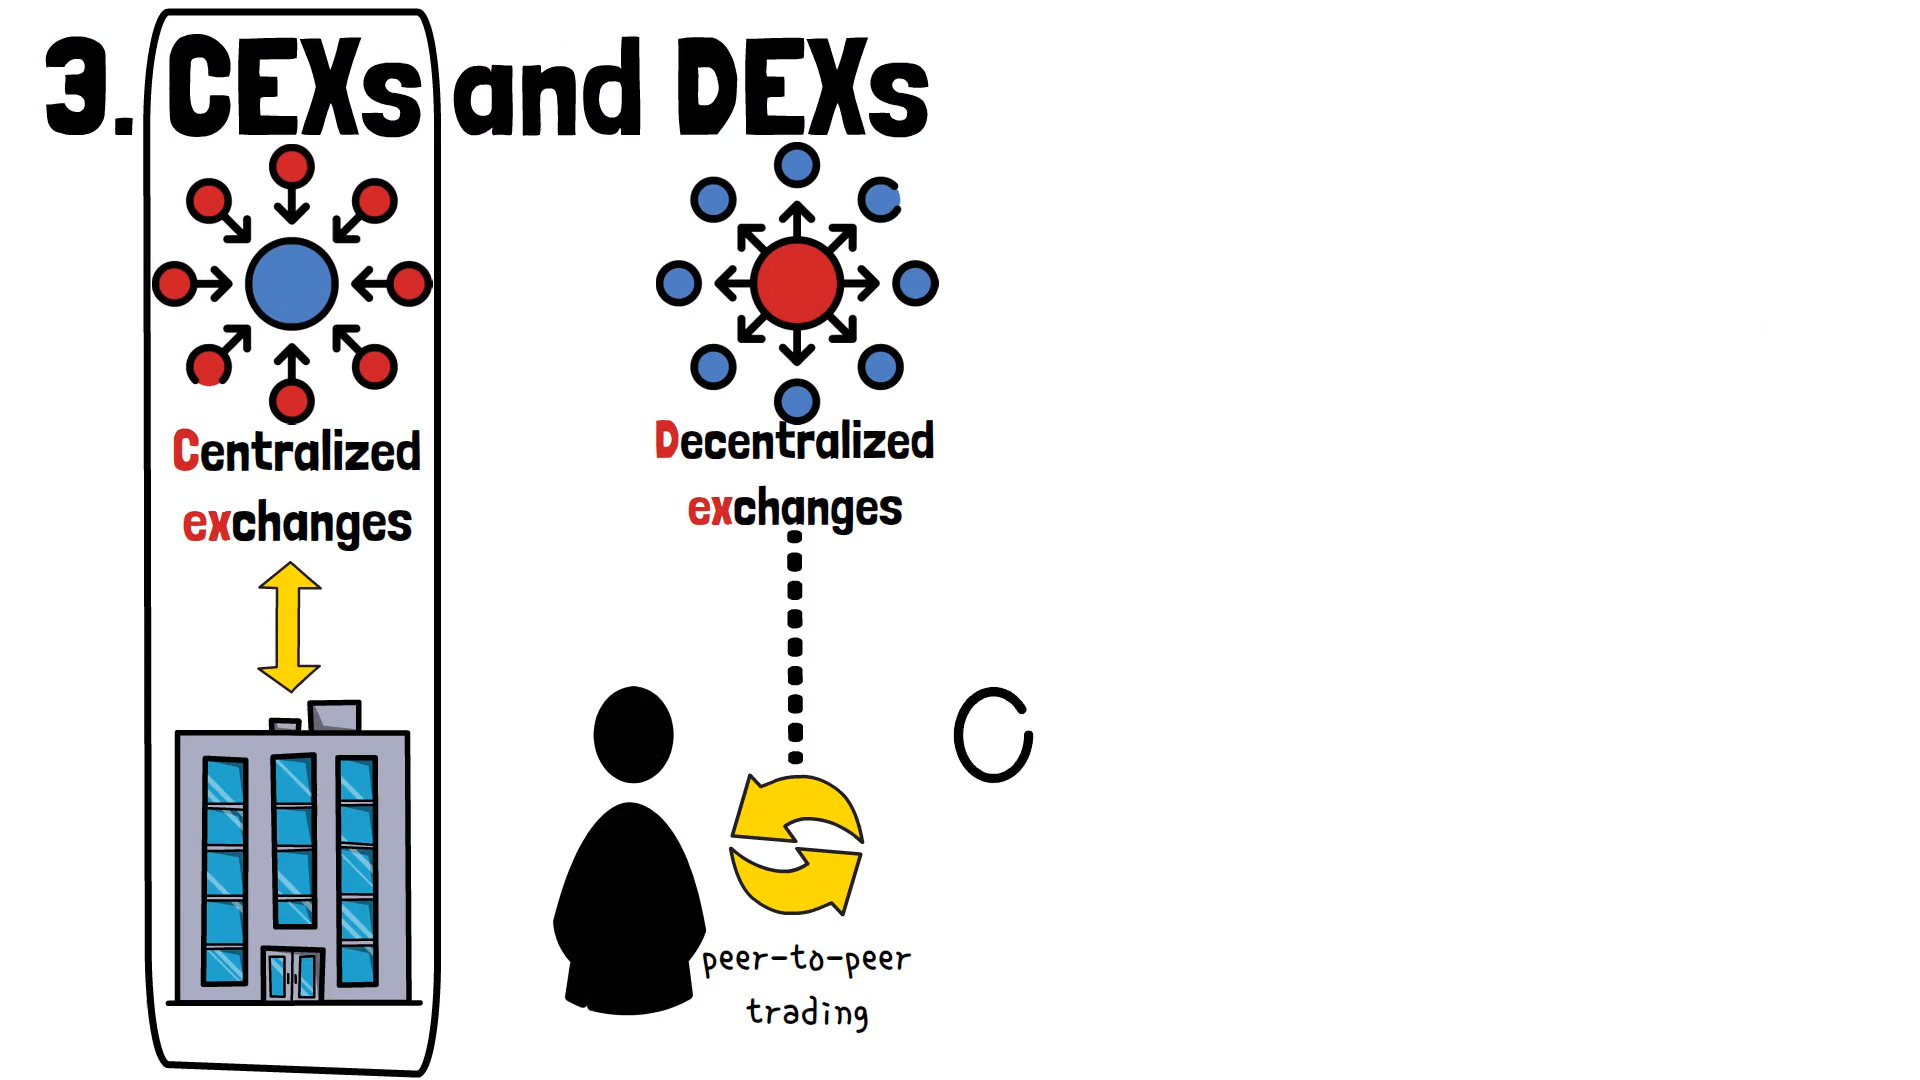 3. CEXs and DEXs
Centralized
exchanges
Decentralized
exchanges
peer-to-peer
trading